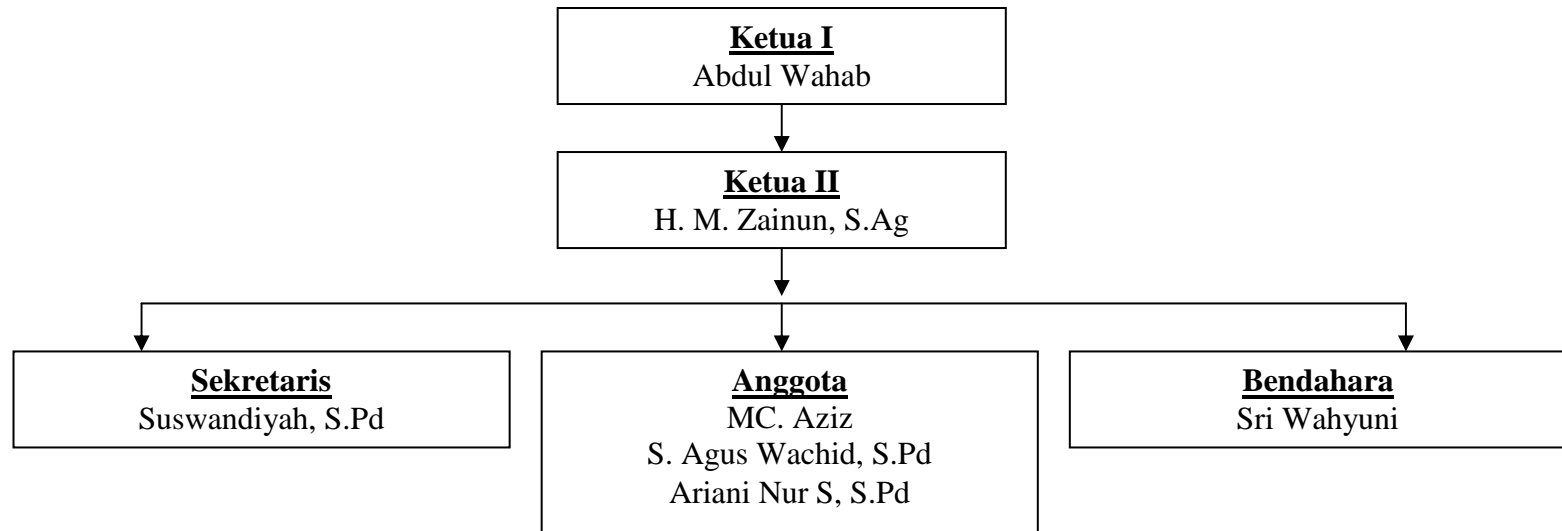 Ketua I
Abdul Wahab
Ketua II
H. M. Zainun, S.Ag
Sekretaris
Suswandiyah, S.Pd
Anggota
MC. Aziz
S. Agus Wachid, S.Pd
Ariani Nur S, S.Pd
Bendahara
Sri Wahyuni